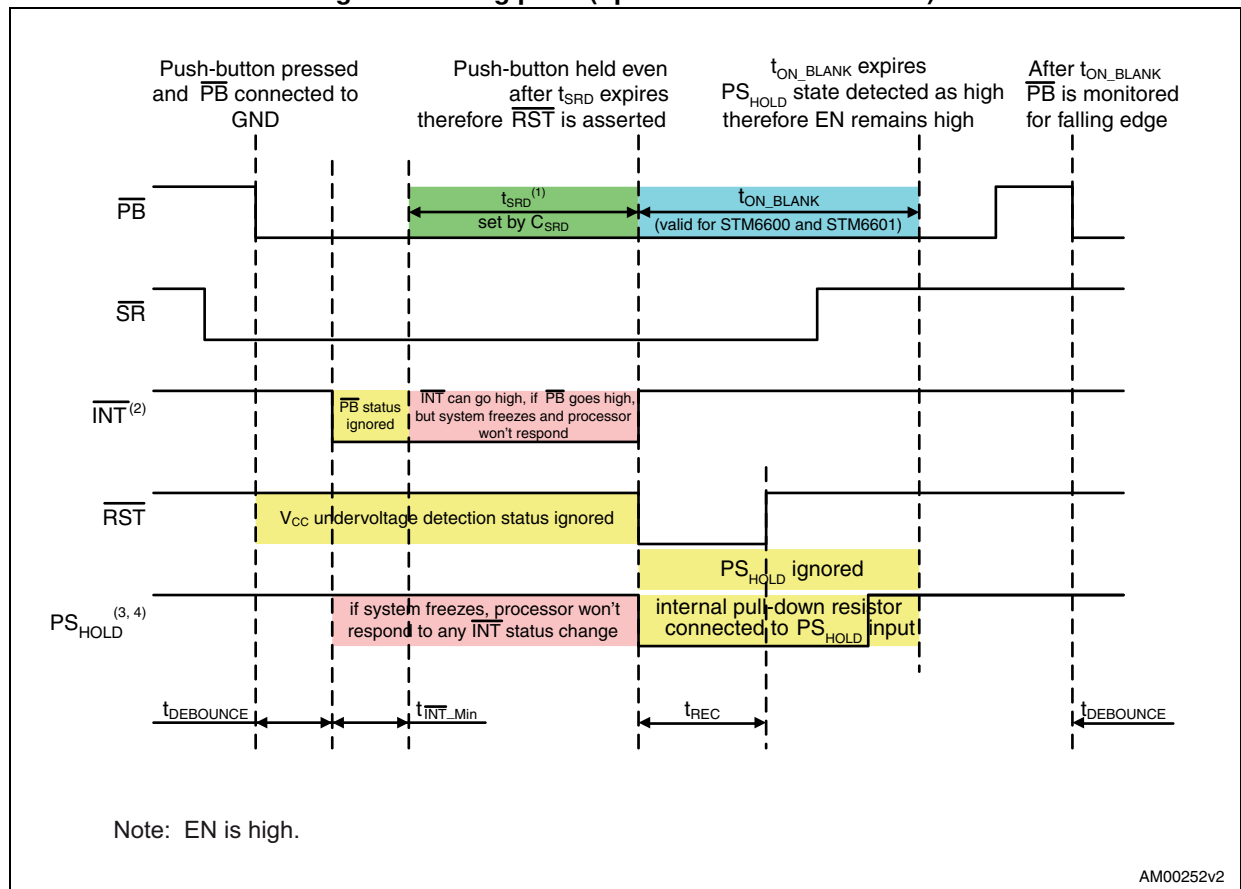 Push-button pressed
and PB connected to
GND
Push-button held even
after tSRD expires
therefore RST is asserted
tON_BLANK expires
PSHOLD state detected as high
therefore EN remains high
After tON_BLANK
PB is monitored
for falling edge
PB
tSRD(1)
set by CSRD
tON_BLANK
(valid for STM6600 and STM6601)
SR
INT(2)
PB status
ignored
INT can go high, if PB goes high,
but system freezes and processor
won't respond
RST
VCC undervoltage detection status ignored
PSHOLD ignored
PSHOLD(3, 4)
if system freezes, processor won't
respond to any INT status change
internal pull-down resistor
connected to PSHOLD input
tDEBOUNCE
tINT_Min
tREC
tDEBOUNCE
Note: EN is high.
AM00252v2